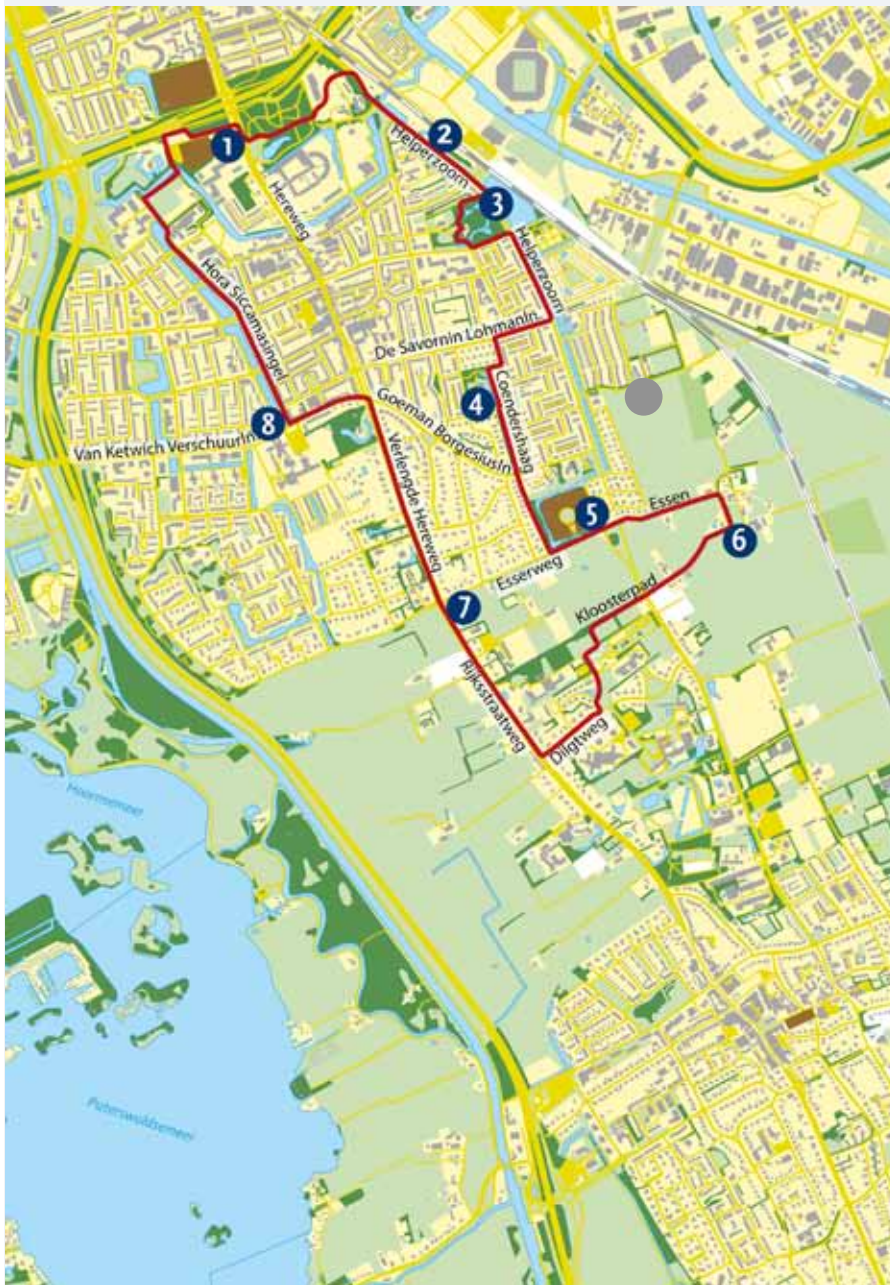 1
2
Helperzoom
3
Hereweg
Helperzoom
Hora Siccamasingel
De Savornin Lohmanln.
Coendershaag
4
8
Goeman Borgesiusln
Van Ketwich Verschuurln
Verlengde Hereweg
5
Essen
6
Esserweg
Kloosterpad
7
Rijksstraatweg
Dilgtweg
Hoornsemeer
Paterswoldsemeer